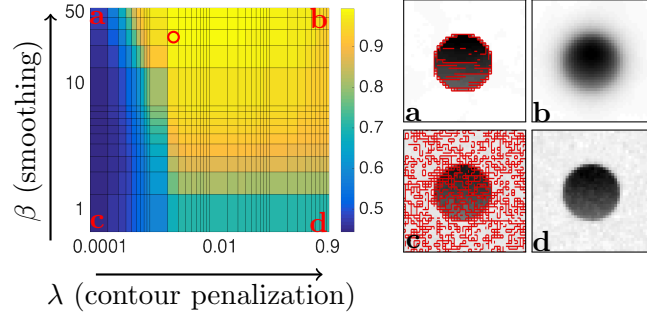 50
10
1
β (smoothing)
a
b
c
d
0.0001
0.01
0.9
λ (contour penalization)
0.9
0.8
0.7
0.6
0.5
a
b
c
d